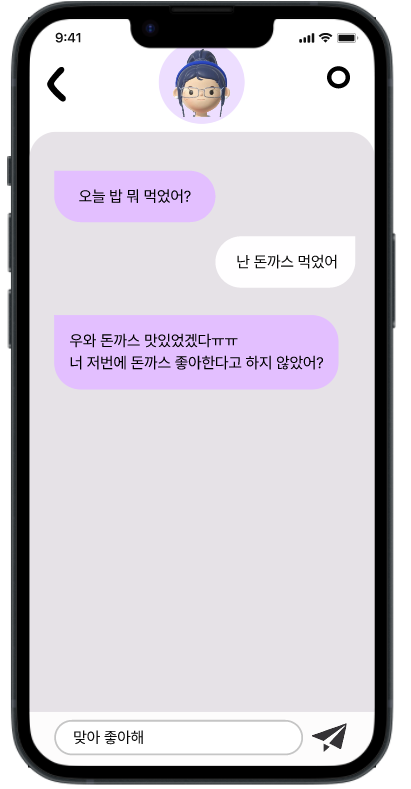 9:41
오늘 밥 뭐 먹었어?
난 돈까스 먹었어
우와 돈까스 맛있었겠다ㅠㅠ
너 저번에 돈까스 좋아한다고 하지 않았어?
맞아 좋아해